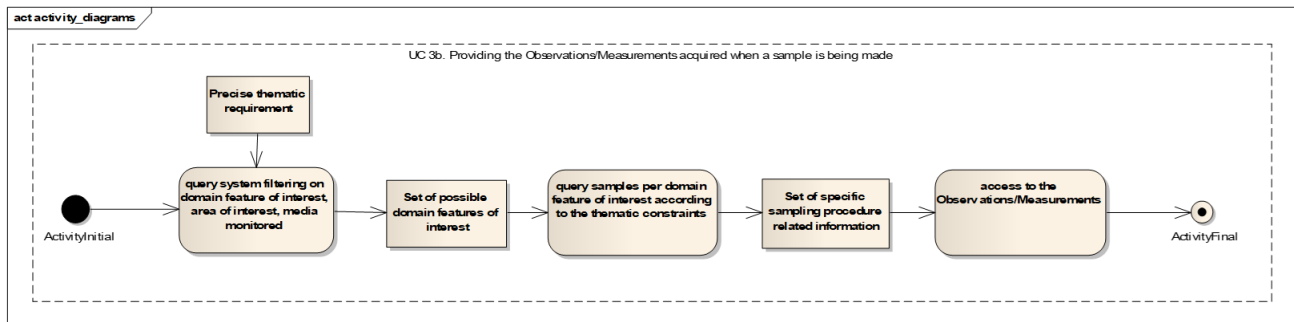 act activity_diagrams
UC 3b. Providing the Observations/Measurements acquired when a sample is being made
Precise thematic
requirement
ActivityInitial
query system filtering on
domain feature of interest,
area of interest, media
monitored
Set of possible
domain features of
interest
query samples per domain
feature of interest according
to the thematic constraints
Set of specific
sampling procedure
related information
access to the
Observations/Measurements
ActivityFinal